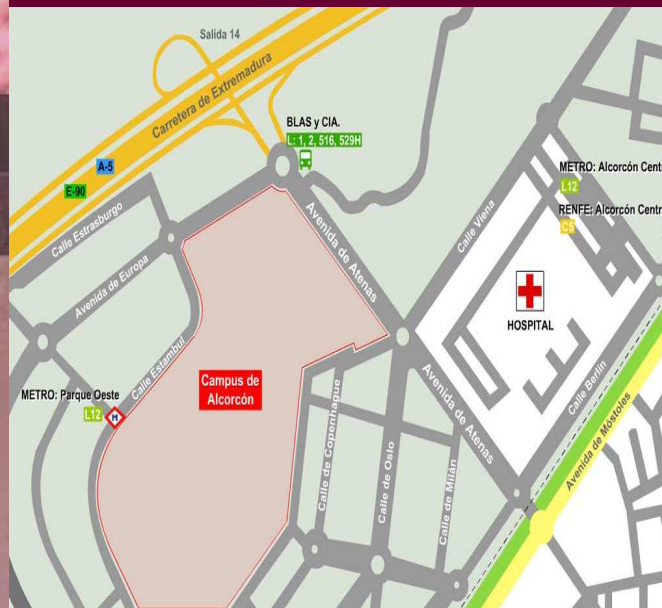 Salida 14
Carretera de Extremadura
BLAS y CIA.
L: 1, 2, 516, 529H
A-5
E-90
METRO: Alcorcón Cent
L12
RENFE: Alcorcón Centr
C5
Calle Estrasburgo
Avenida de Europa
Avenida de Atenas
Calle Viena
HOSPITAL
Calle Estambul
METRO: Parque Oeste
L12
M
Campus de
Alcorcón
Avenida de Atenas
Calle Berlín
Avenida de Móstoles
Calle de Copenhague
Calle de Oslo
Calle de Milán